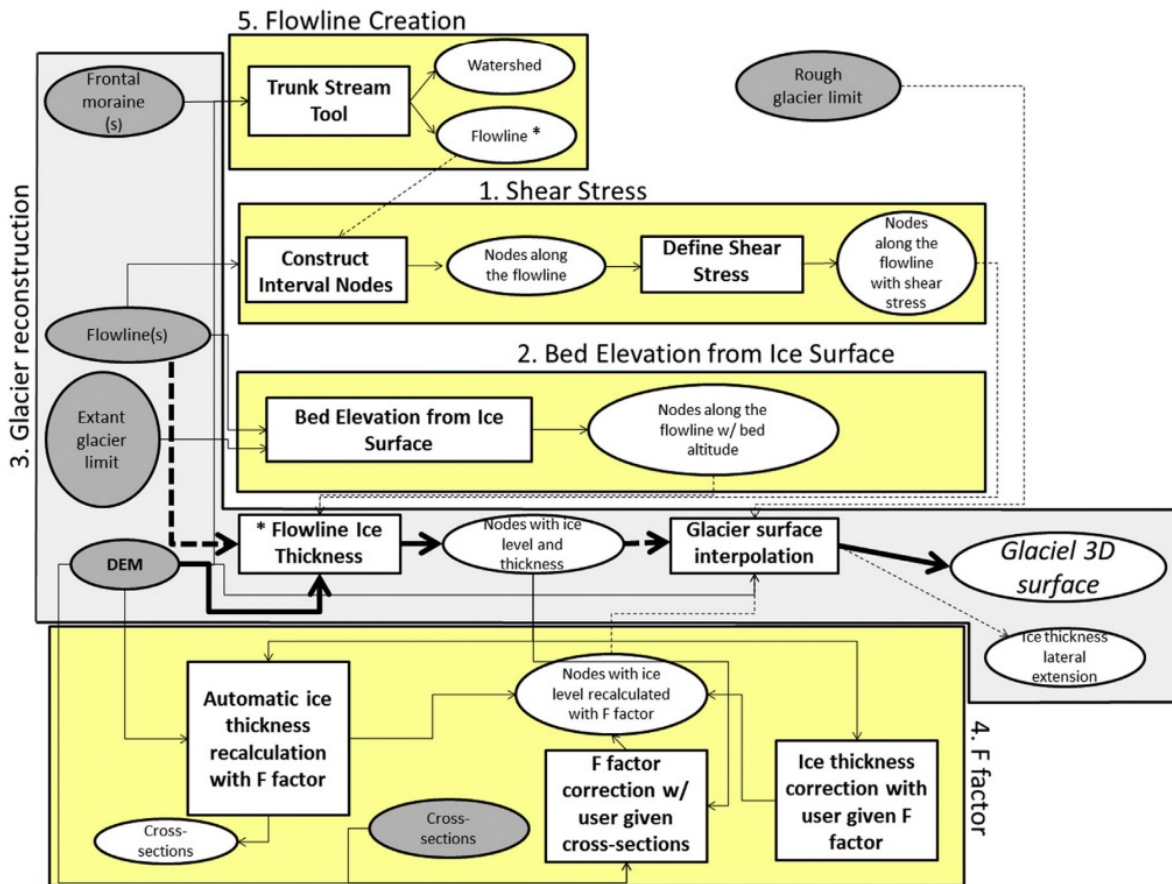 5. Flowline Creation
Frontal
moraine
(s)
Trunk Stream
Tool
Watershed
Flowline *
Rough
glacier limit
1. Shear Stress
Construct
Interval Nodes
Nodes along
the flowline
Define Shear
Stress
Nodes
along the
flowline
with shear
stress
3. Glacier reconstruction
Flowline(s)
2. Bed Elevation from Ice Surface
Extant
glacier
limit
Bed Elevation from Ice
Surface
Nodes along the
flowline w/ bed
altitude
DEM
* Flowline Ice
Thickness
Nodes with ice
level and
thickness
Glacier surface
interpolation
Glaciel 3D
surface
Ice thickness
lateral
extension
4. F factor
Automatic ice
thickness
recalculation
with F factor
Nodes with ice
level recalculated
with F factor
F factor
correction w/
user given
cross-sections
Ice thickness
correction with
user given F
factor
Cross-
sections
Cross-
sections